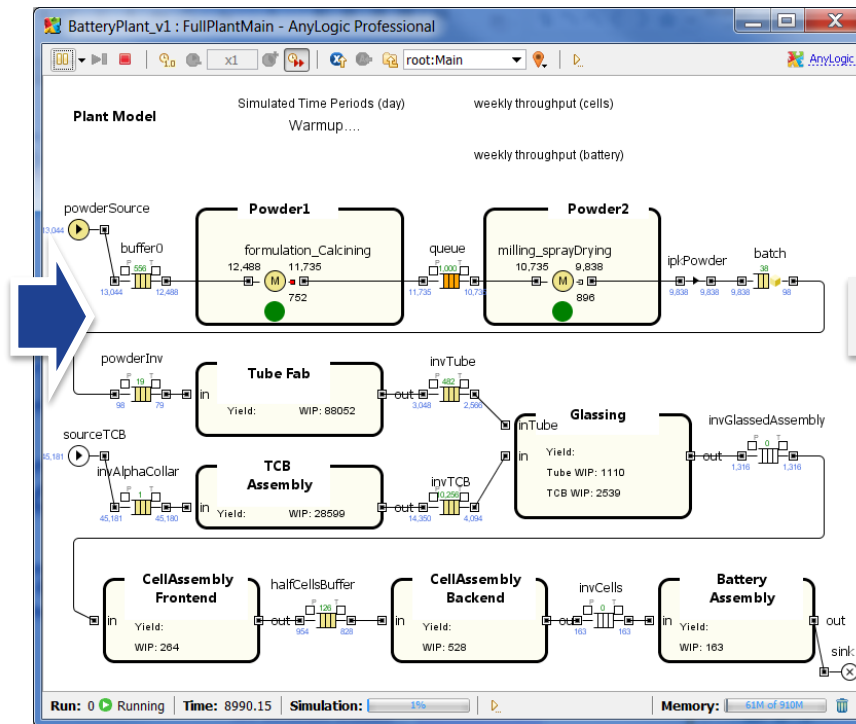 BatteryPlant_v1 : FullPlantMain - AnyLogic Professional
x1 root:Main AnyLogic
Plant Model
Simulated Time Periods (day)
Warmup....
weekly throughput (cells)
weekly throughput (battery)
powderSource
13,044
buffer0
556
13,044 12,488
Powder1
formulation_Calcining
12,488 11,735
M
752
queue
1,000
11,735
Powder2
milling_sprayDrying
10,735 9,838
M
896
9,838 9,838
batch
38
9,838 98
powderInv
19
98 79
in
Tube Fab
Yield: WIP: 88052
out
invTube
482
3,048 2,566
sourceTCB
45,181
invAlphaCollar
1
45,181 45,180
in
TCB
Assembly
Yield: WIP: 28599
out
invTCB
10,256
14,350 4,094
Glassing
inTube
in
Yield:
Tube WIP: 1110
TCB WIP: 2539
out
invGlassedAssembly
0
1,316 1,316
CellAssembly
Frontend
in
Yield:
WIP: 264
out
halfCellsBuffer
126
954 828
CellAssembly
Backend
in
Yield:
WIP: 528
out
invCells
0
163 163
Battery
Assembly
in
Yield:
WIP: 163
out
sink
Run: 0 Running Time: 8990.15 Simulation: 1% Memory: 61M of 910M